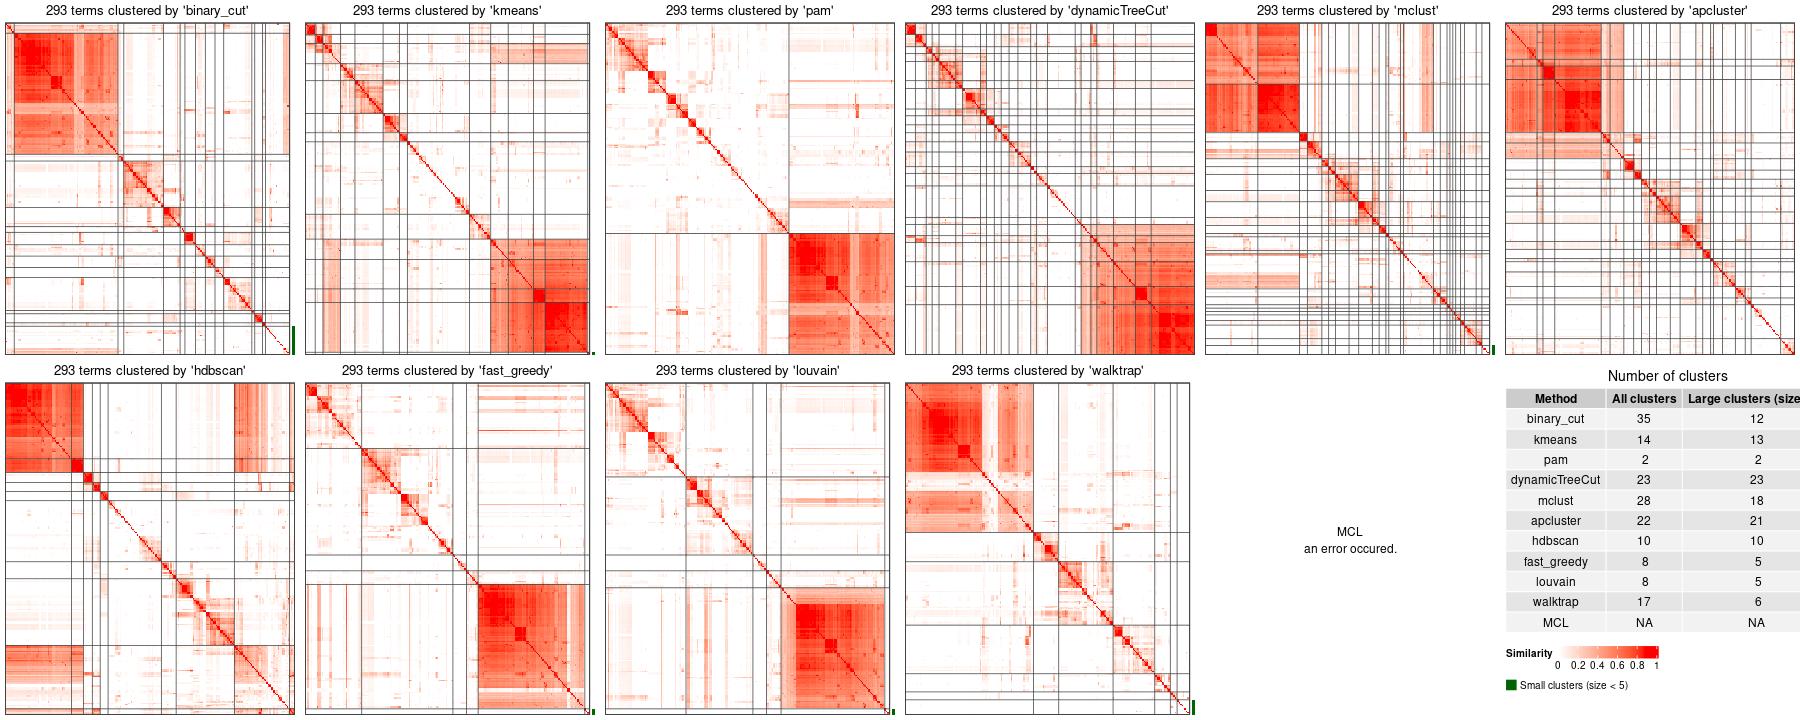 293 terms clustered by 'binary_cut'
293 terms clustered by 'kmeans'
293 terms clustered by 'pam'
293 terms clustered by 'dynamicTreeCut'
293 terms clustered by 'mclust'
293 terms clustered by 'apcluster'
293 terms clustered by 'hdbscan'
293 terms clustered by 'fast_greedy'
293 terms clustered by 'louvain'
293 terms clustered by 'walktrap'
MCL
an error occured.
Number of clusters
Method All clusters Large clusters (size
binary_cut 35 12
kmeans 14 13
pam 2 2
dynamicTreeCut 23 23
mclust 28 18
apcluster 22 21
hdbscan 10 10
fast_greedy 8 5
louvain 8 5
walktrap 17 6
MCL NA NA
Similarity
0 0.2 0.4 0.6 0.8 1
Small clusters (size < 5)